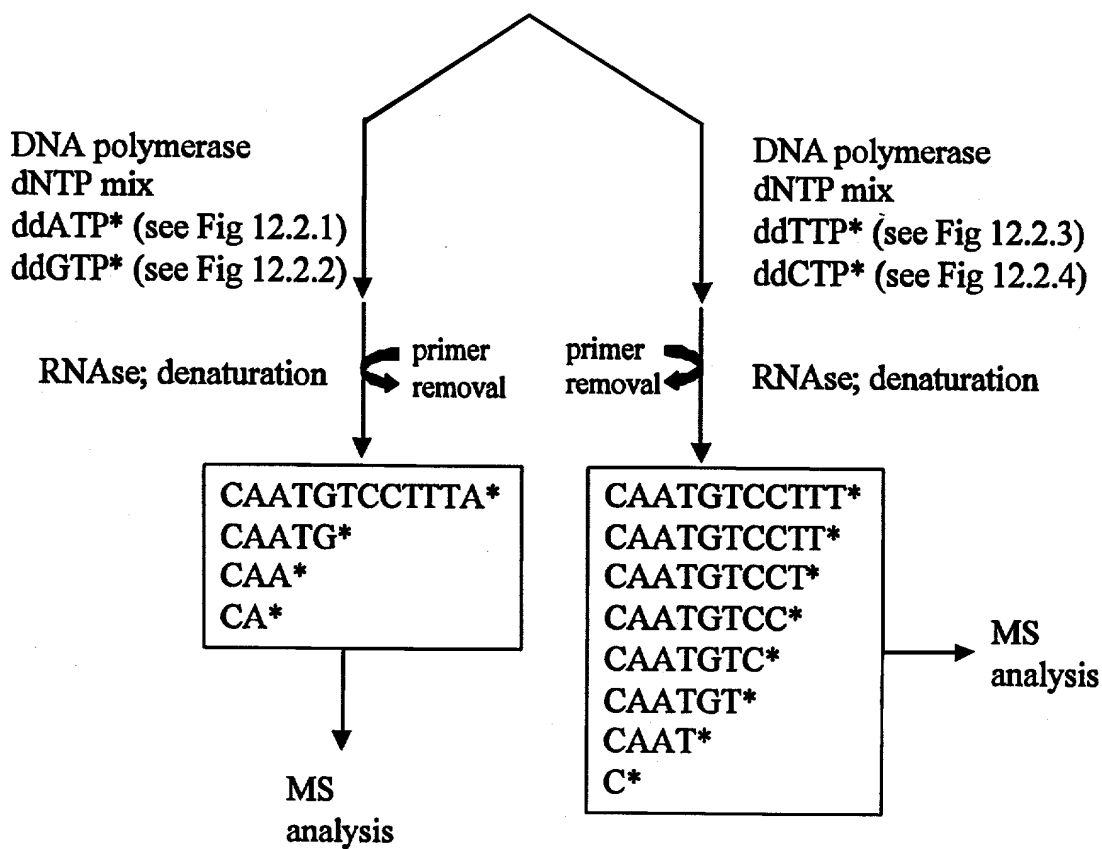 DNA polymerase
dNTP mix
ddATP* (see Fig 12.2.1)
ddGTP* (see Fig 12.2.2)
DNA polymerase
dNTP mix
ddTTP* (see Fig 12.2.3)
ddCTP* (see Fig 12.2.4)
RNAse; denaturation
primer
removal
primer
removal
RNAse; denaturation
CAATGTCCTTTA*
CAATG*
CAA*
CA*
MS
analysis
CAATGTCCTTT*
CAATGTCCTT*
CAATGTCCT*
CAATGTCC*
CAATGTC*
CAATGT*
CAAT*
C*
MS
analysis